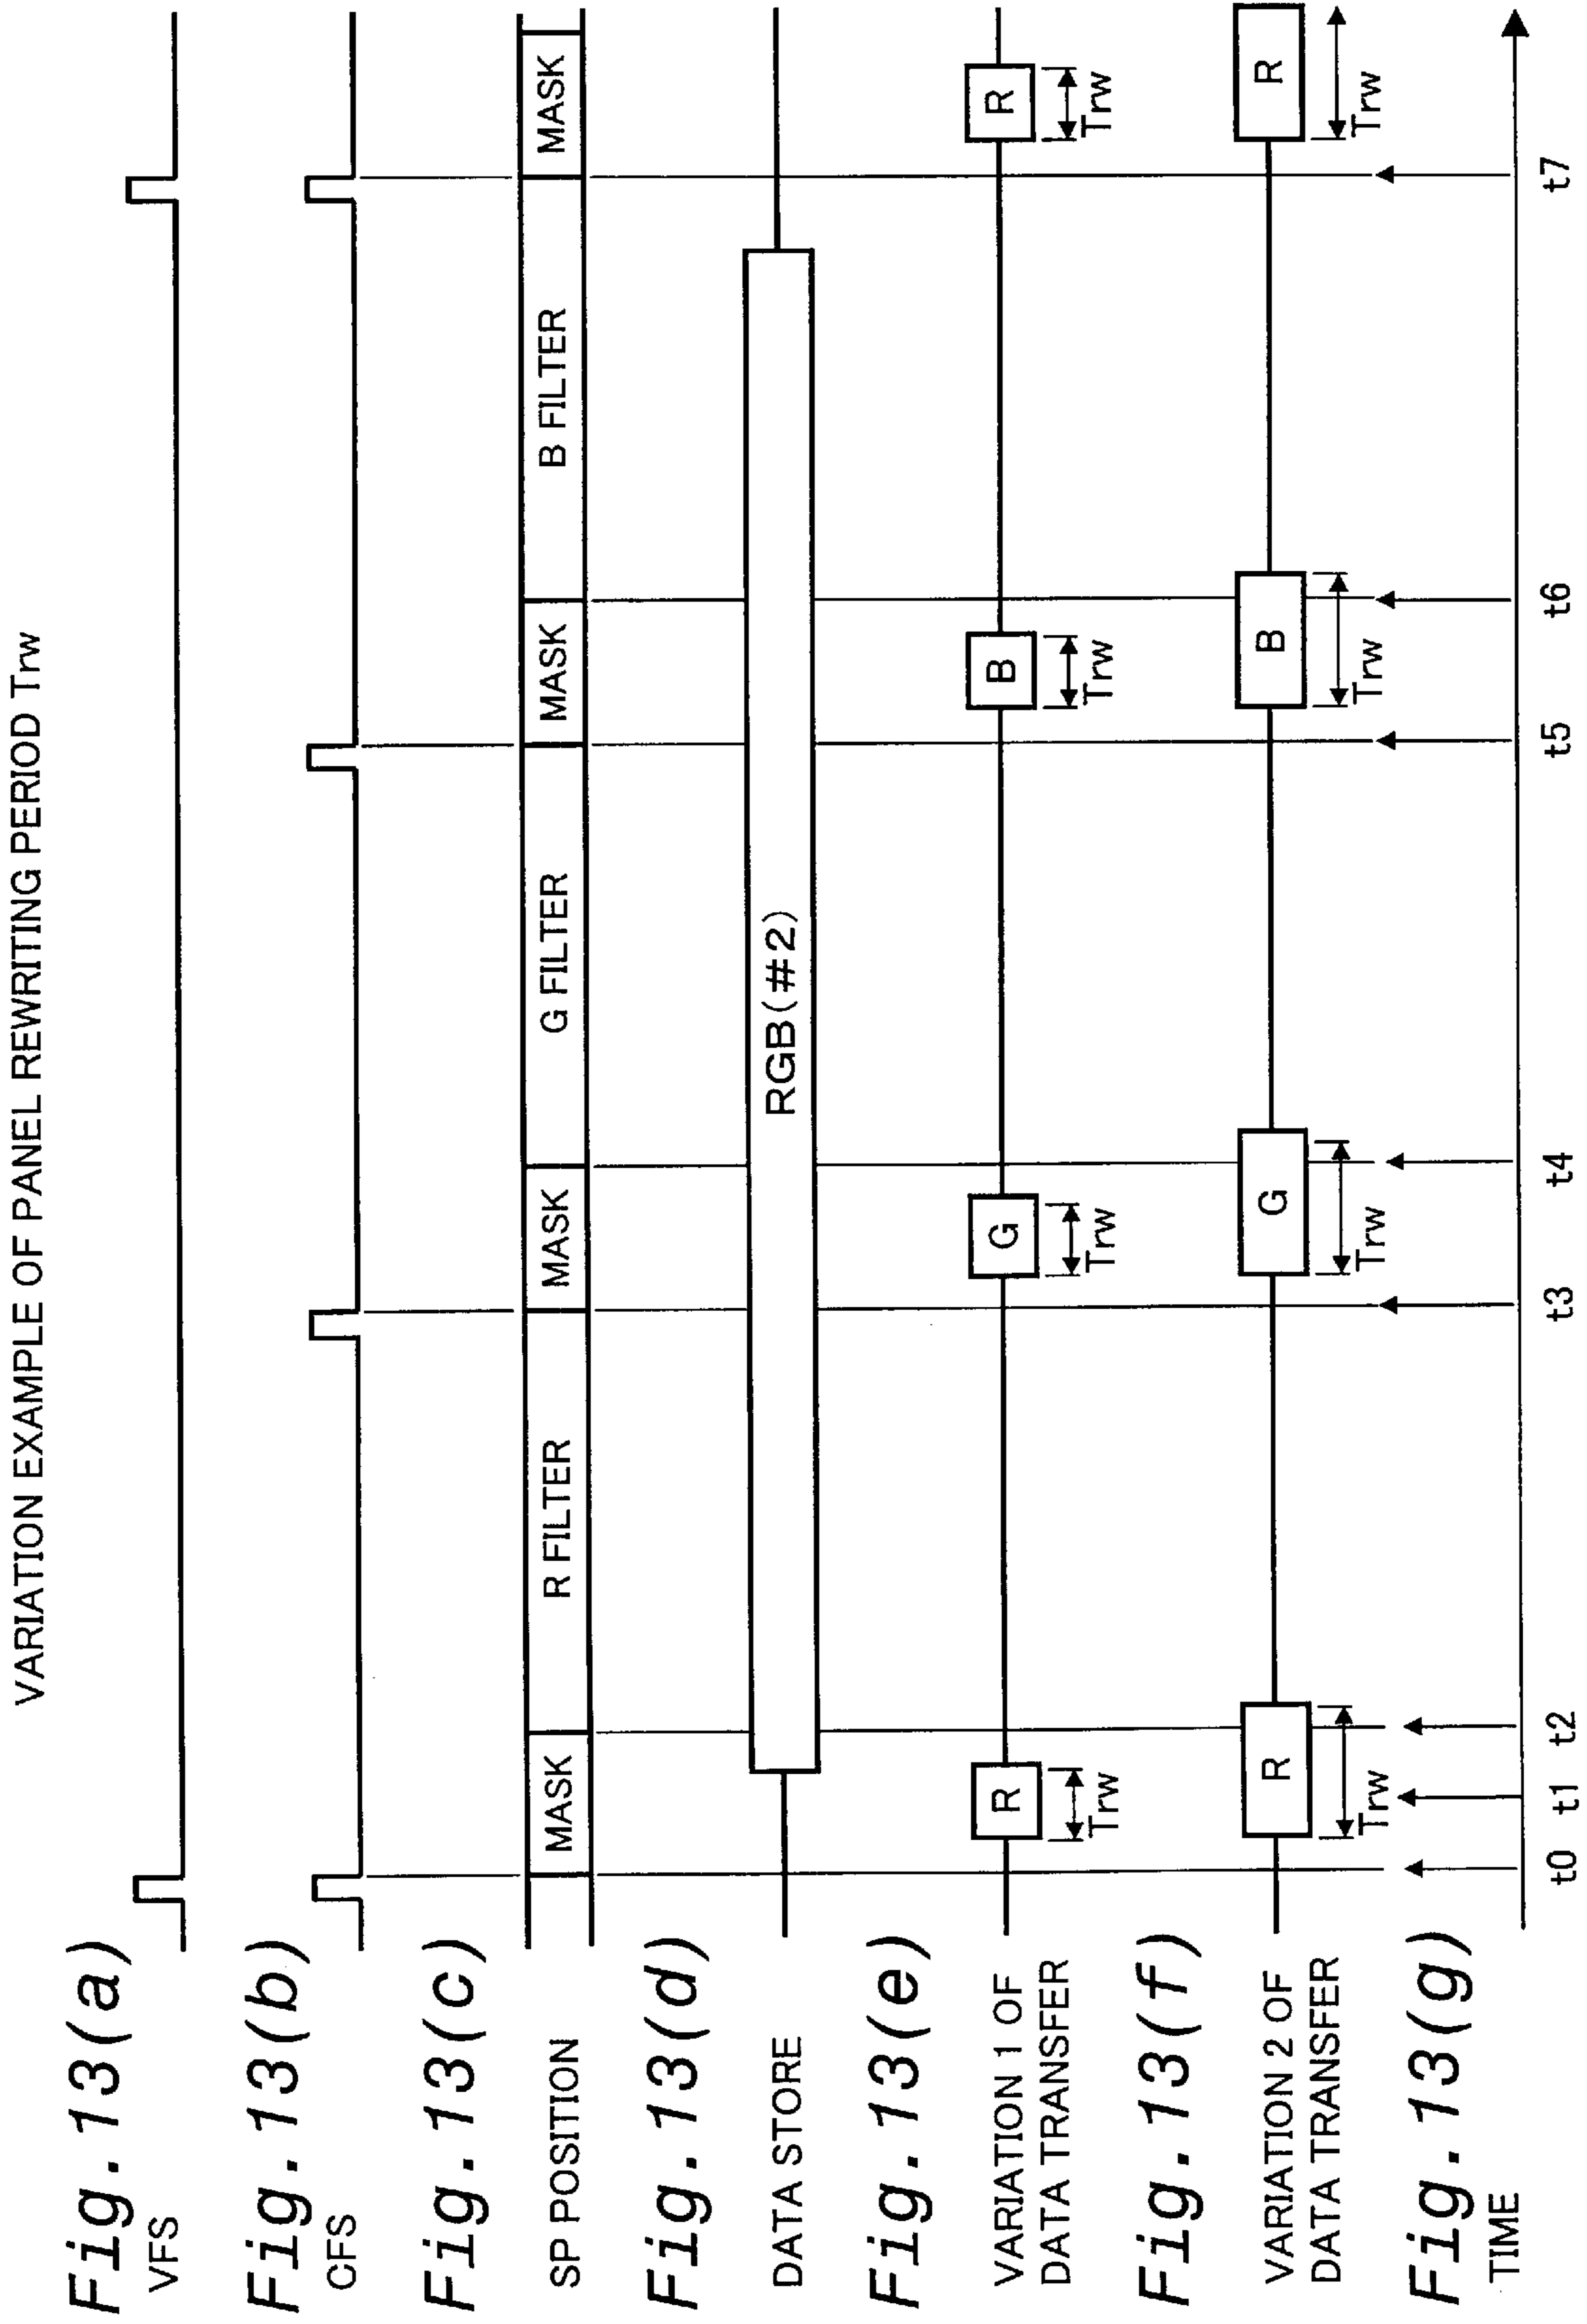 VARIATION EXAMPLE OF PANEL REWRITING PERIOD Trw
Fig.13(a)
VFS
Fig.13(b)
CFS
Fig.13(c)
SP POSITION
MASK
R FILTER
MASK
G FILTER
MASK
B FILTER
MASK
Fig.13(d)
DATA STORE
RGB(#2)
Fig.13(e)
VARIATION 1 OF
DATA TRANSFER
R
G
B
R
Trw
Trw
Trw
Trw
Fig.13(f)
VARIATION 2 OF
DATA TRANSFER
R
G
B
R
Trw
Trw
Trw
Trw
Fig.13(g)
TIME
t0
t1
t2
t3
t4
t5
t6
t7